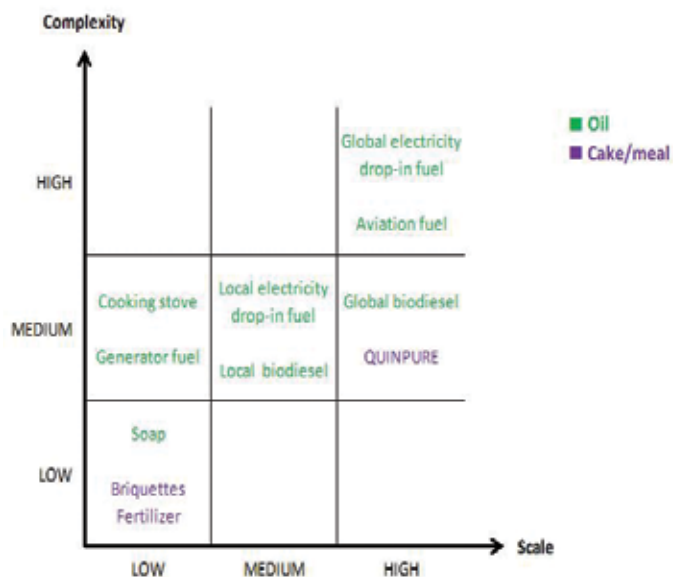 Complexity
Oil
Cake/meal
HIGH
Global electricity
drop-in fuel
Aviation fuel
MEDIUM
Cooking stove
Generator fuel
Local electricity
drop-in fuel
Local biodiesel
Global biodiesel
QUINPURE
LOW
Soap
Briquettes
Fertilizer
Scale
LOW
MEDIUM
HIGH